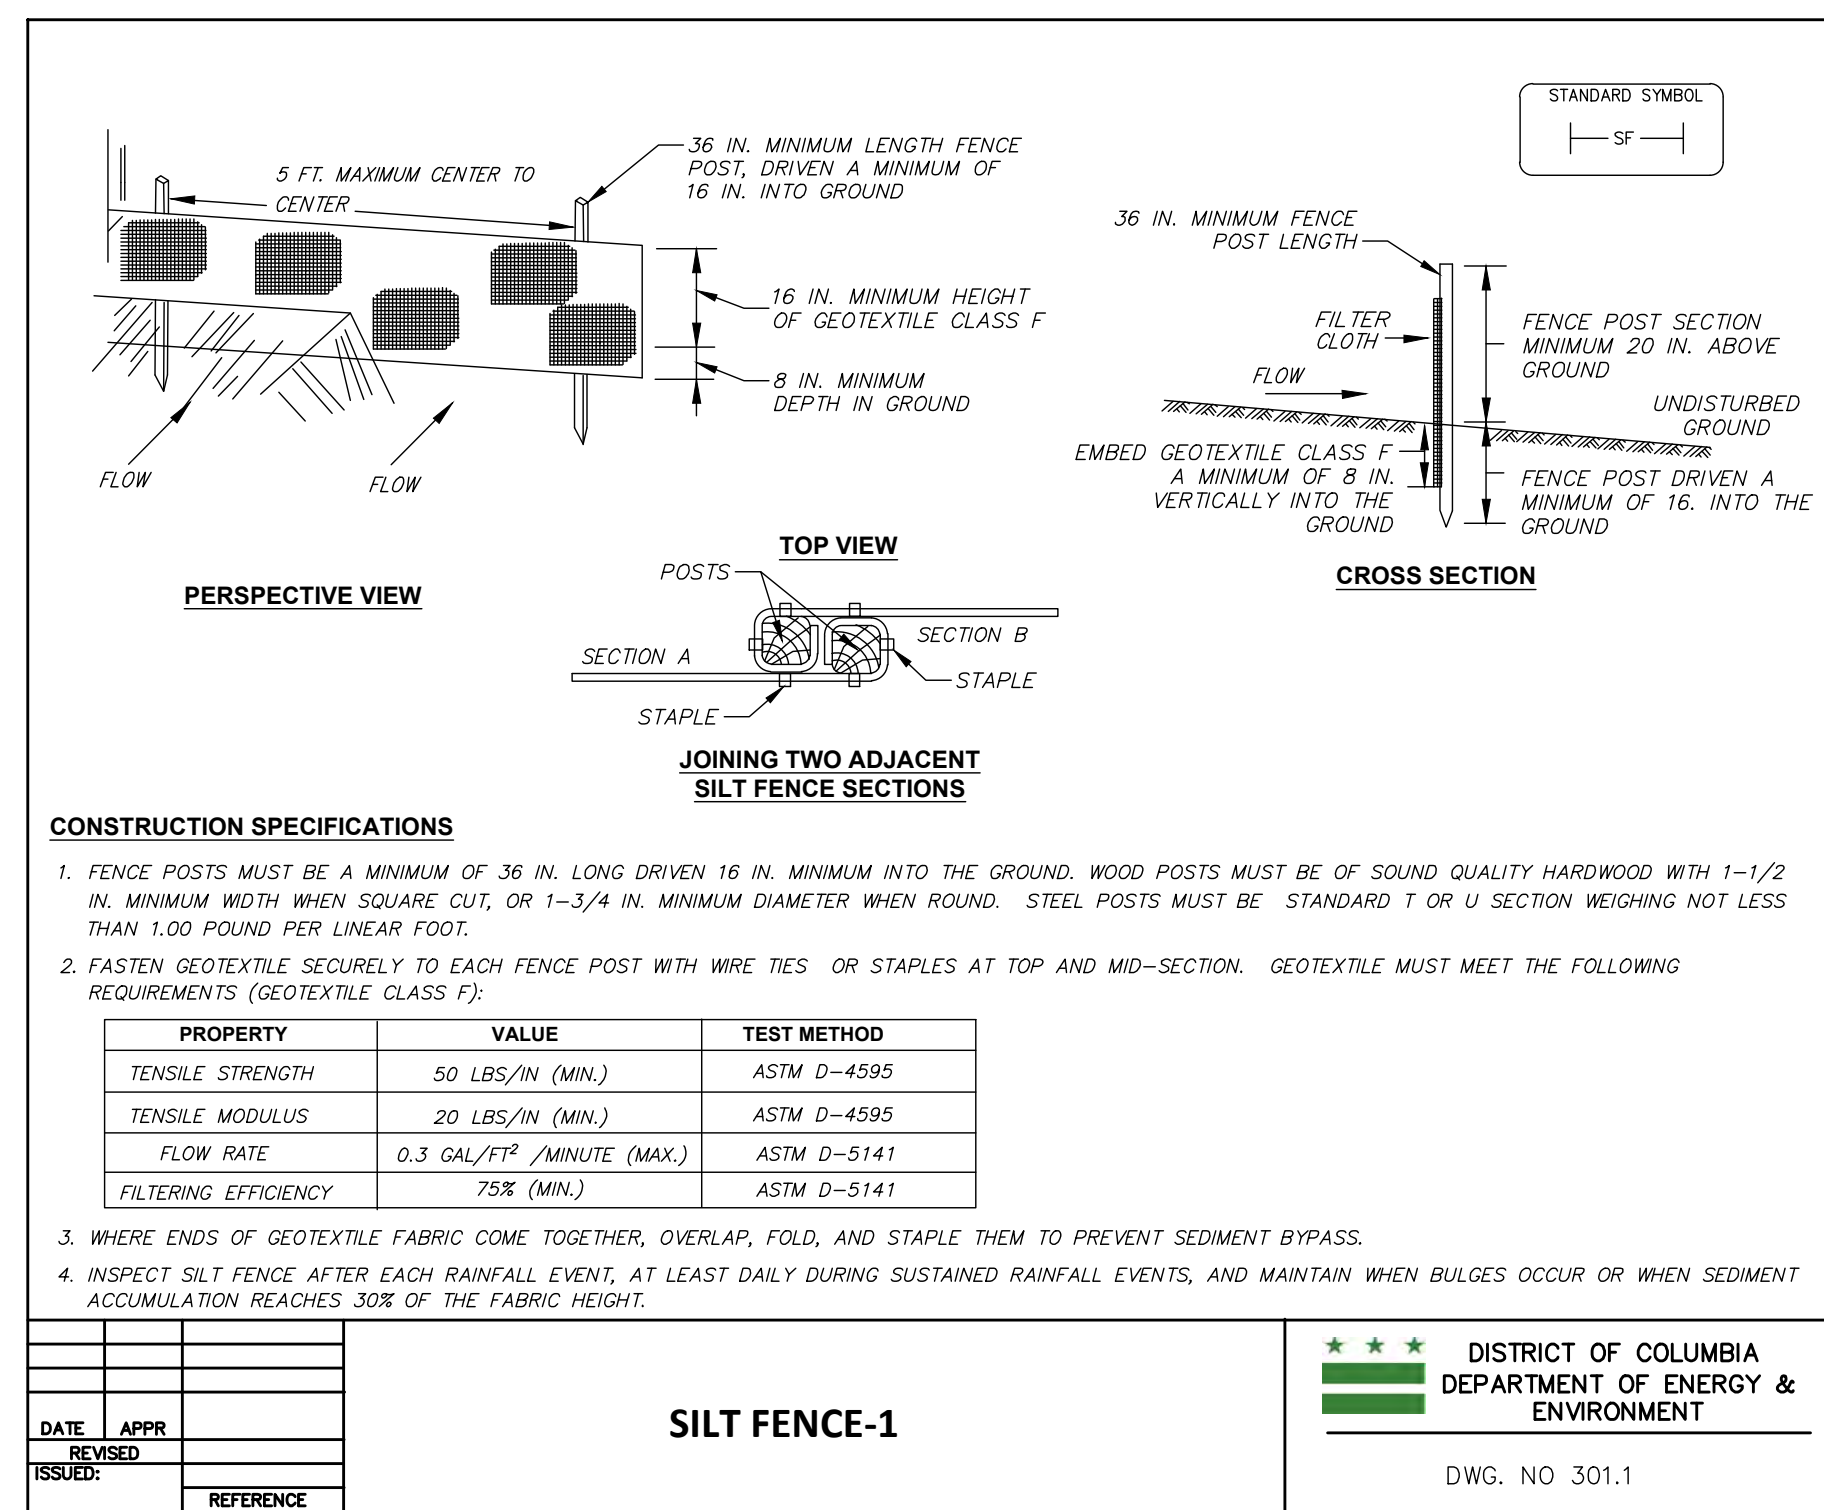 STANDARD SYMBOL
SF
5 FT. MAXIMUM CENTER TO
CENTER
36 IN. MINIMUM LENGTH FENCE
POST, DRIVEN A MINIMUM OF
16 IN. INTO GROUND
16 IN. MINIMUM HEIGHT
OF GEOTEXTILE CLASS F
8 IN. MINIMUM
DEPTH IN GROUND
FLOW
FLOW
PERSPECTIVE VIEW
36 IN. MINIMUM FENCE
POST LENGTH
FILTER
CLOTH
FLOW
FENCE POST SECTION
MINIMUM 20 IN. ABOVE
GROUND
UNDISTURBED
GROUND
EMBED GEOTEXTILE CLASS F
A MINIMUM OF 8 IN.
VERTICALLY INTO THE
GROUND
FENCE POST DRIVEN A
MINIMUM OF 16. INTO THE
GROUND
CROSS SECTION
TOP VIEW
POSTS
SECTION B
SECTION A
STAPLE
STAPLE
JOINING TWO ADJACENT
SILT FENCE SECTIONS
CONSTRUCTION SPECIFICATIONS
1. FENCE POSTS MUST BE A MINIMUM OF 36 IN. LONG DRIVEN 16 IN. MINIMUM INTO THE GROUND. WOOD POSTS MUST BE OF SOUND QUALITY HARDWOOD WITH 1-1/2
IN. MINIMUM WIDTH WHEN SQUARE CUT, OR 1-3/4 IN. MINIMUM DIAMETER WHEN ROUND. STEEL POSTS MUST BE STANDARD T OR U SECTION WEIGHING NOT LESS
THAN 1.00 POUND PER LINEAR FOOT.
2. FASTEN GEOTEXTILE SECURELY TO EACH FENCE POST WITH WIRE TIES OR STAPLES AT TOP AND MID-SECTION. GEOTEXTILE MUST MEET THE FOLLOWING
REQUIREMENTS (GEOTEXTILE CLASS F):
PROPERTY VALUE TEST METHOD
TENSILE STRENGTH 50 LBS/IN (MIN.) ASTM D-4595
TENSILE MODULUS 20 LBS/IN (MIN.) ASTM D-4595
FLOW RATE 0.3 GAL/FT² /MINUTE (MAX.) ASTM D-5141
FILTERING EFFICIENCY 75% (MIN.) ASTM D-5141
3. WHERE ENDS OF GEOTEXTILE FABRIC COME TOGETHER, OVERLAP, FOLD, AND STAPLE THEM TO PREVENT SEDIMENT BYPASS.
4. INSPECT SILT FENCE AFTER EACH RAINFALL EVENT, AT LEAST DAILY DURING SUSTAINED RAINFALL EVENTS, AND MAINTAIN WHEN BULGES OCCUR OR WHEN SEDIMENT
ACCUMULATION REACHES 30% OF THE FABRIC HEIGHT.
DATE APPR
REVISED
ISSUED:
REFERENCE
SILT FENCE-1
DISTRICT OF COLUMBIA
DEPARTMENT OF ENERGY &
ENVIRONMENT
DWG. NO 301.1